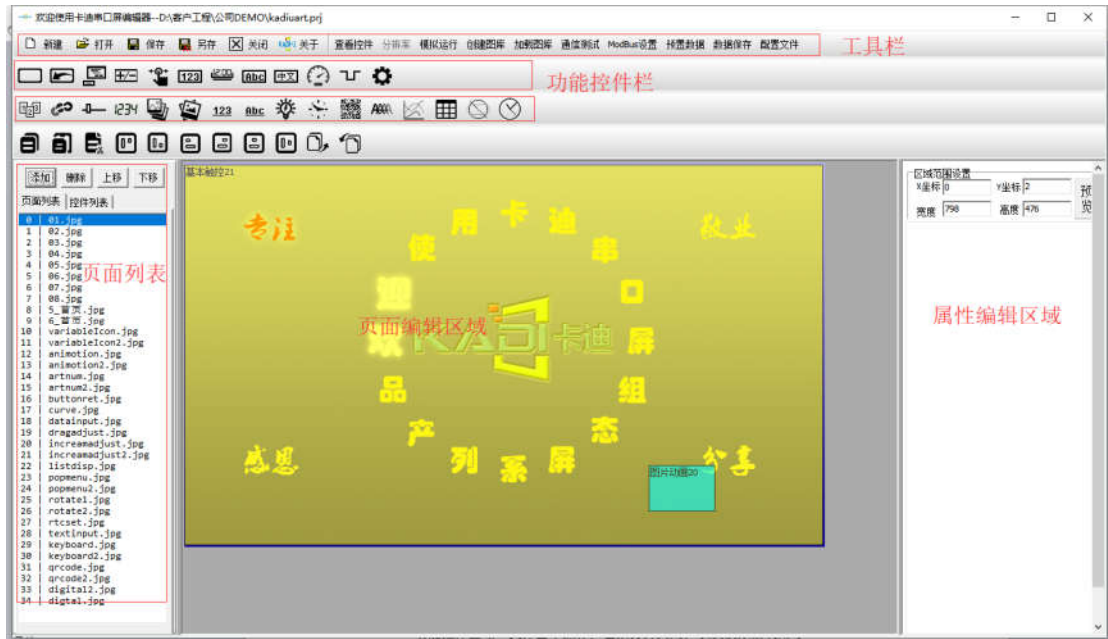 欢迎使用卡迪串口屏编辑器--D:\客户工程\公司DEMO\kadiuart.prj
新建 打开 保存 另存 关闭 关于 查看控件 分辨率 模拟运行 创建图库 加载图库 通信测试 ModBus设置 预置数据 数据保存 配置文件
工具栏
123 Abc 中文
功能控件栏
1234 123 Abc
添加 删除 上移 下移
页面列表 控件列表
0 | 01.jpg
1 | 02.jpg
2 | 03.jpg
3 | 04.jpg
4 | 05.jpg
5 | 06.jpg
6 | 07.jpg
7 | 08.jpg
8 | 5_首页.jpg
9 | 6_首页.jpg
10 | variableIcon.jpg
11 | variableIcon2.jpg
12 | animotion.jpg
13 | animotion2.jpg
14 | artnum.jpg
15 | artnum2.jpg
16 | buttonret.jpg
17 | curve.jpg
18 | datainput.jpg
19 | dragadjust.jpg
20 | increamadjust.jpg
21 | increamadjust2.jpg
22 | listdisp.jpg
23 | popmenu.jpg
24 | popmenu2.jpg
25 | rotate1.jpg
26 | rotate2.jpg
27 | rtcset.jpg
28 | textinput.jpg
29 | keyboard.jpg
30 | keyboard2.jpg
31 | qrcode.jpg
32 | qrcode2.jpg
33 | digital2.jpg
34 | digtal.jpg
页面列表
基本触控21
专注
敬业
感恩
分享
欢迎使用卡迪串口屏组态屏系列产品
KADI卡迪
页面编辑区域
图片动画20
区域范围设置
X坐标 0 Y坐标 2
宽度 798 高度 476
预览
属性编辑区域